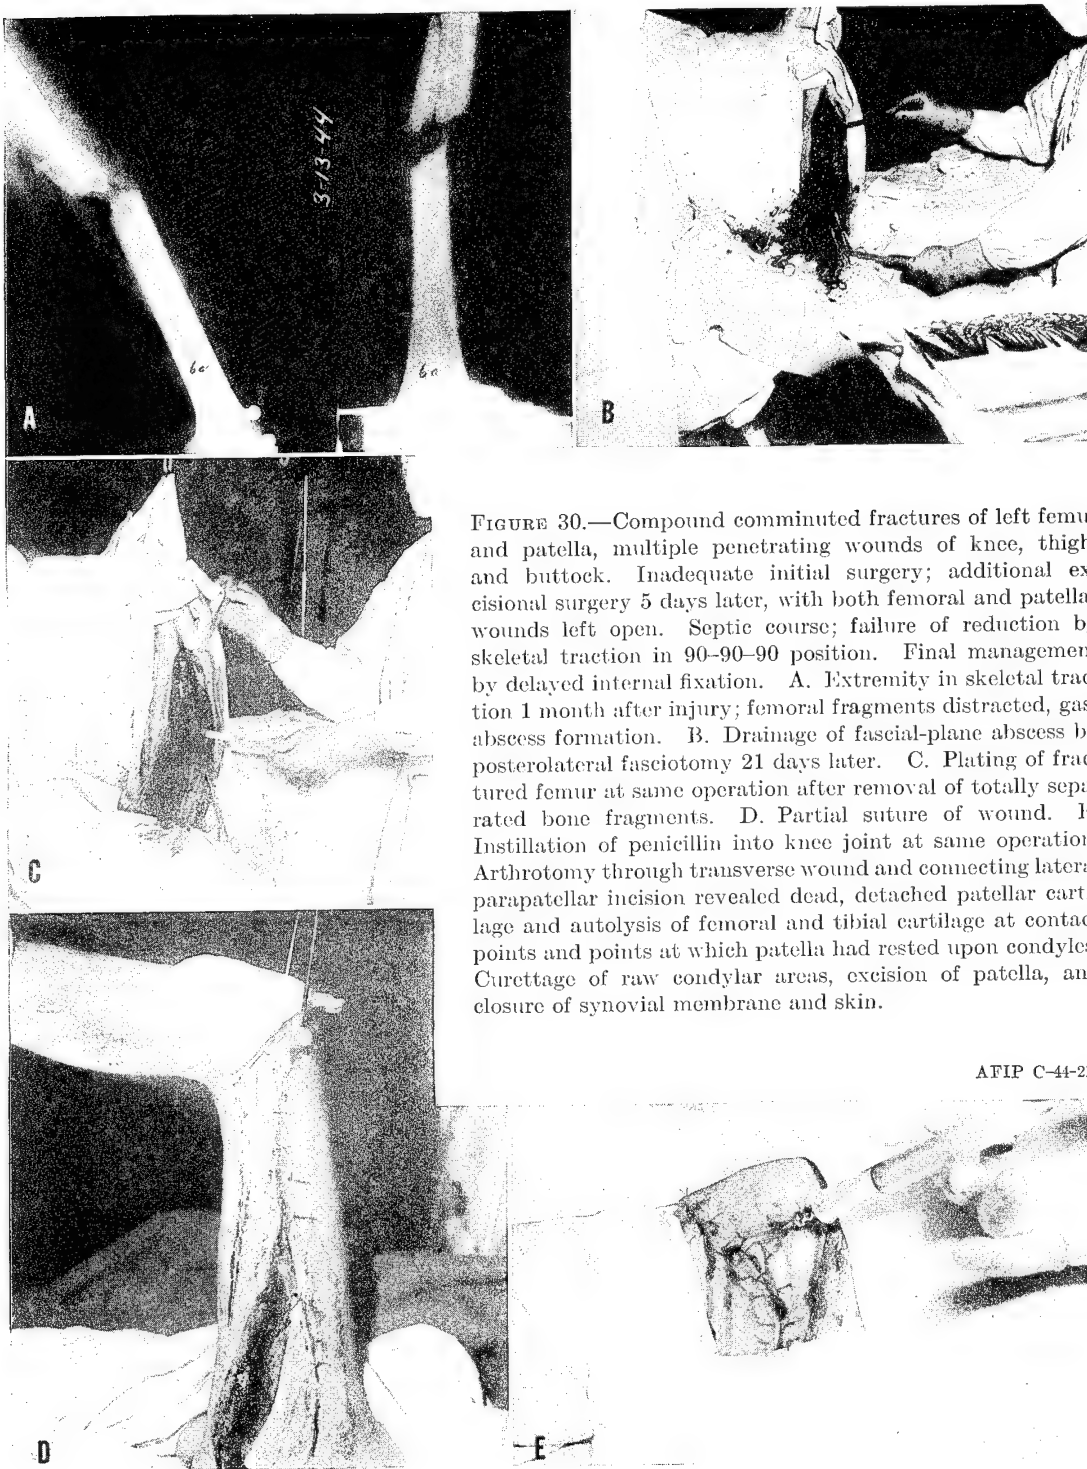 3-13-44
6a
6a
A
B
C
FIGURE 30.—Compound comminuted fractures of left femu
and patella, multiple penetrating wounds of knee, thigh
and buttock. Inadequate initial surgery; additional ex
cisional surgery 5 days later, with both femoral and patella
wounds left open. Septic course; failure of reduction b
skeletal traction in 90–90–90 position. Final managemen
by delayed internal fixation. A. Extremity in skeletal trac
tion 1 month after injury; femoral fragments distracted, gas
abscess formation. B. Drainage of fascial-plane abscess b
posterolateral fasciotomy 21 days later. C. Plating of frac
tured femur at same operation after removal of totally sepa
rated bone fragments. D. Partial suture of wound. E
Instillation of penicillin into knee joint at same operation
Arthrotomy through transverse wound and connecting latera
parapatellar incision revealed dead, detached patellar cart
lage and autolysis of femoral and tibial cartilage at contac
points and points at which patella had rested upon condyles
Curettage of raw condylar areas, excision of patella, an
closure of synovial membrane and skin.
AFIP C–44–2
D
E